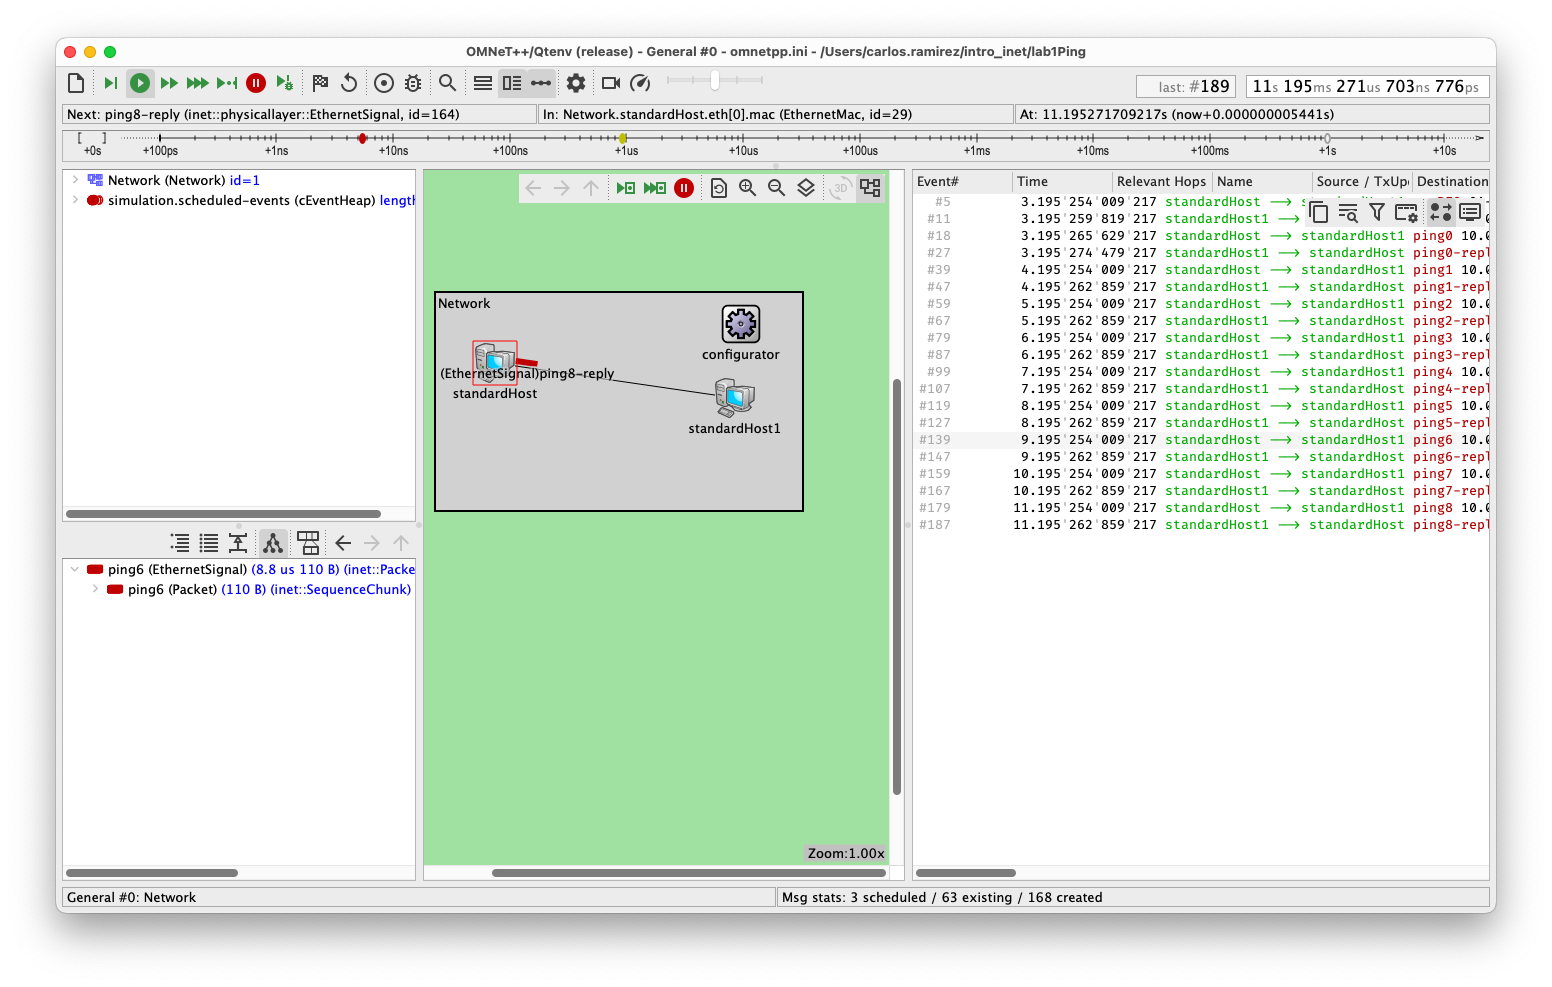 OMNeT++/Qtenv (release) - General #0 - omnetpp.ini - /Users/carlos.ramirez/intro_inet/lab1Ping
last: #189
11s 195ms 271us 703ns 776ps
Next: ping8-reply (inet::physicallayer::EthernetSignal, id=164)
In: Network.standardHost.eth[0].mac (EthernetMac, id=29)
At: 11.195271709217s (now+0.000000005441s)
[ ]
+0s +100ps +1ns +10ns +100ns +1us +10us +100us +1ms +10ms +100ms +1s +10s
Network (Network) id=1
simulation.scheduled-events (cEventHeap) lengt
ping6 (EthernetSignal) (8.8 us 110 B) (inet::Packe
ping6 (Packet) (110 B) (inet::SequenceChunk)
3D
Network
configurator
(EthernetSignal)ping8-reply
standardHost
standardHost1
Zoom:1.00x
Event# Time Relevant Hops Name Source / TxUp Destination
#5 3.195'254'009'217 standardHost -->
#11 3.195'259'819'217 standardHost1 -->
#18 3.195'265'629'217 standardHost --> standardHost1 ping0 10.0
#27 3.195'274'479'217 standardHost1 --> standardHost ping0-repl
#39 4.195'254'009'217 standardHost --> standardHost1 ping1 10.0
#47 4.195'262'859'217 standardHost1 --> standardHost ping1-repl
#59 5.195'254'009'217 standardHost --> standardHost1 ping2 10.0
#67 5.195'262'859'217 standardHost1 --> standardHost ping2-repl
#79 6.195'254'009'217 standardHost --> standardHost1 ping3 10.0
#87 6.195'262'859'217 standardHost1 --> standardHost ping3-repl
#99 7.195'254'009'217 standardHost --> standardHost1 ping4 10.0
#107 7.195'262'859'217 standardHost1 --> standardHost ping4-repl
#119 8.195'254'009'217 standardHost --> standardHost1 ping5 10.0
#127 8.195'262'859'217 standardHost1 --> standardHost ping5-repl
#139 9.195'254'009'217 standardHost --> standardHost1 ping6 10.0
#147 9.195'262'859'217 standardHost1 --> standardHost ping6-repl
#159 10.195'254'009'217 standardHost --> standardHost1 ping7 10.0
#167 10.195'262'859'217 standardHost1 --> standardHost ping7-repl
#179 11.195'254'009'217 standardHost --> standardHost1 ping8 10.0
#187 11.195'262'859'217 standardHost1 --> standardHost ping8-repl
General #0: Network
Msg stats: 3 scheduled / 63 existing / 168 created